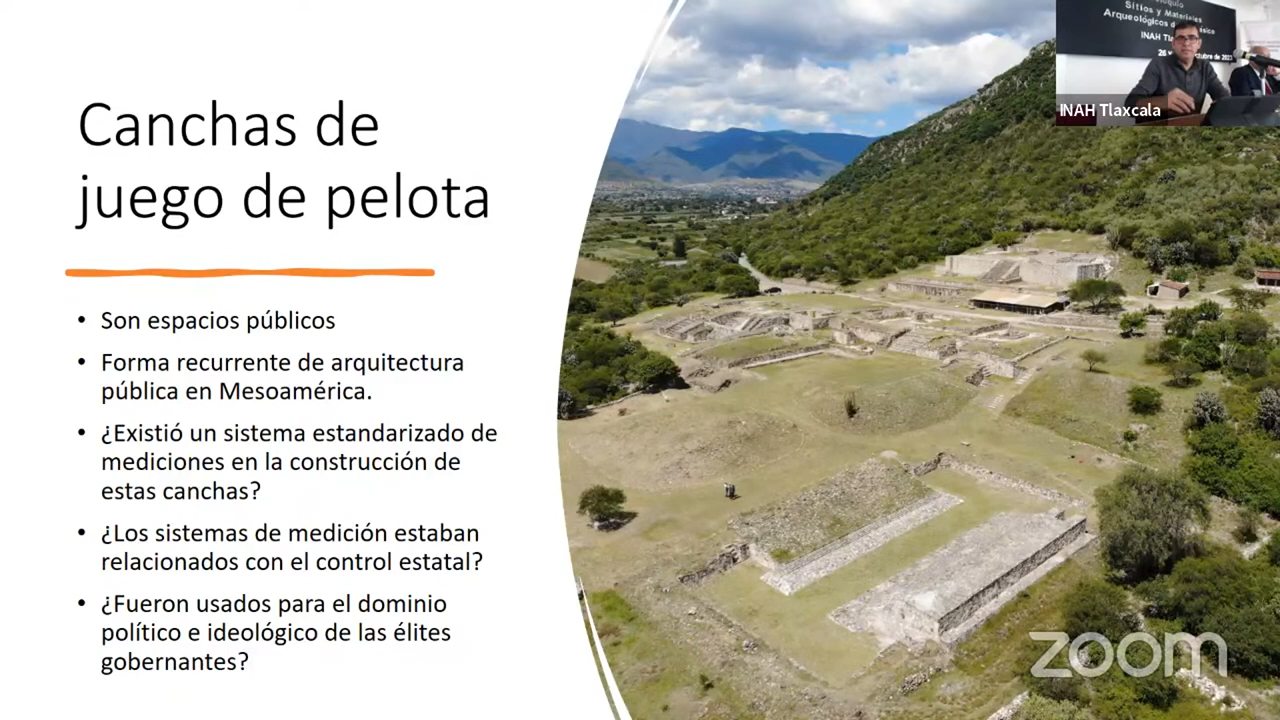 Canchas de
juego de pelota
• Son espacios públicos
• Forma recurrente de arquitectura
pública en Mesoamérica.
• ¿Existió un sistema estandarizado de
mediciones en la construcción de
estas canchas?
• ¿Los sistemas de medición estaban
relacionados con el control estatal?
• ¿Fueron usados para el dominio
político e ideológico de las élites
gobernantes?
Sitios y Materiales
Arqueológicos
INAH
26
de
INAH Tlaxcala
zoom